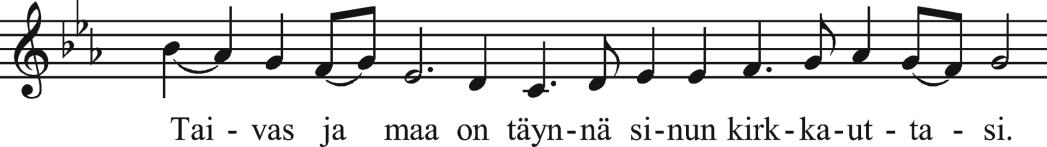 Tai - vas ja maa on täyn-nä si-nun kirk-ka-ut - ta - si.